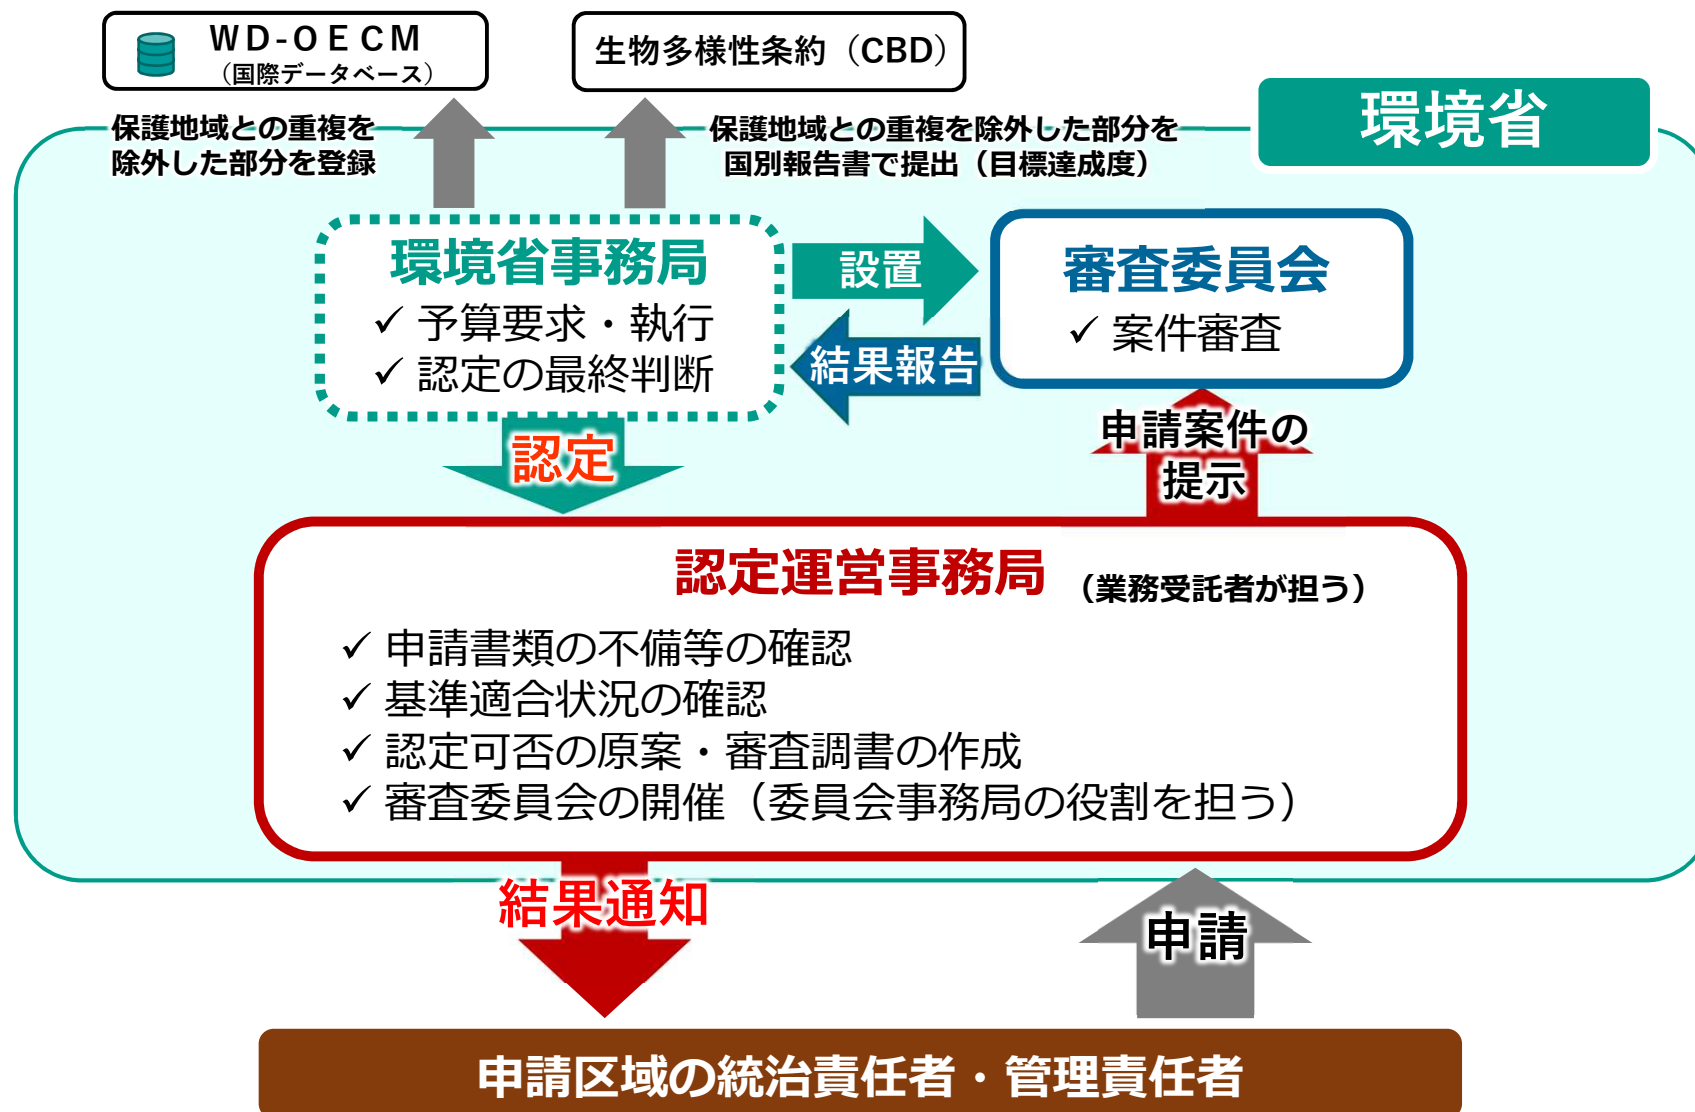 WD-OECM
（国際データベース）
生物多様性条約（CBD）
環境省
保護地域との重複を
除外した部分を登録
保護地域との重複を除外した部分を
国別報告書で提出（目標達成度）
環境省事務局
✓ 予算要求・執行
✓ 認定の最終判断
設置
結果報告
審査委員会
✓ 案件審査
認定
申請案件の
提示
認定運営事務局 （業務受託者が担う）
✓ 申請書類の不備等の確認
✓ 基準適合状況の確認
✓ 認定可否の原案・審査調書の作成
✓ 審査委員会の開催（委員会事務局の役割を担う）
結果通知
申請
申請区域の統治責任者・管理責任者